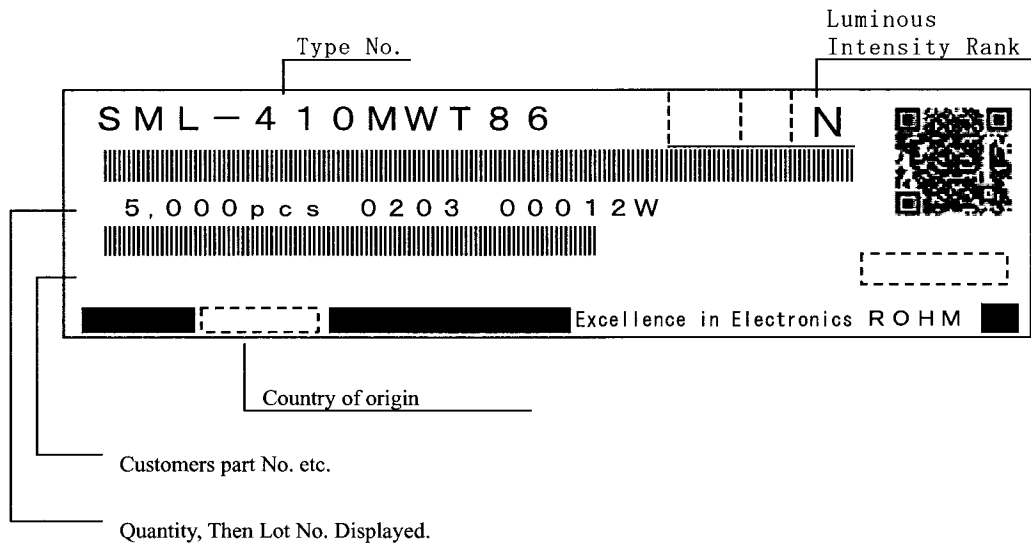 Luminous
Type No. Intensity Rank
SML-410MWT86 N
5,000pcs 0203 00012W
Excellence in Electronics ROHM
Country of origin
Customers part No. etc.
Quantity, Then Lot No. Displayed.